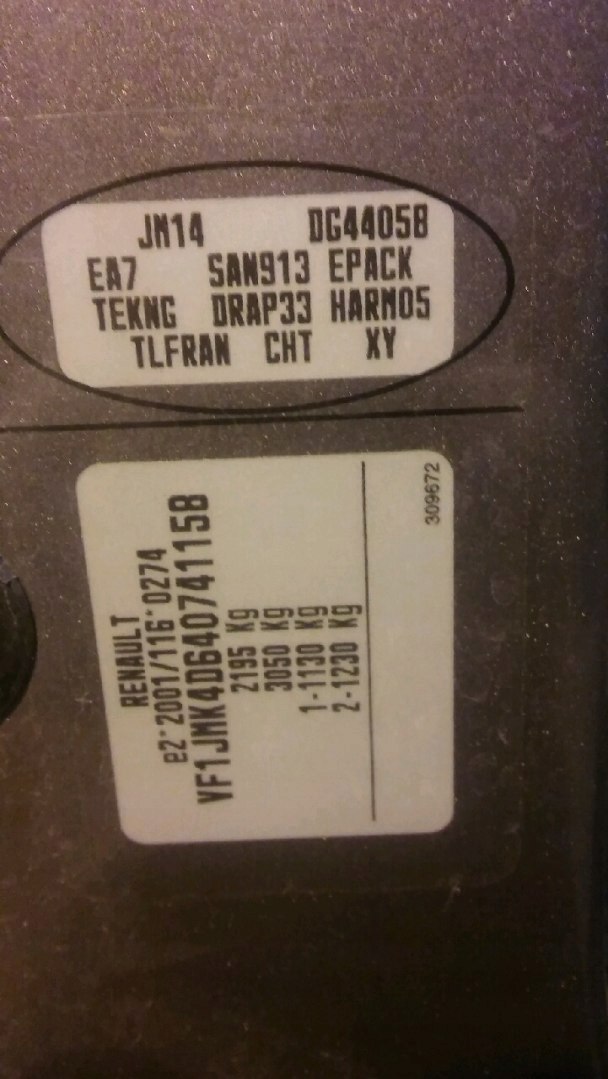 JM14 DG44058
EA7 SAN913 EPACK
TEKNG DRAP33 HARM05
TLFRAN CHT XY
RENAULT
e2*2001/116*0274
VF1JMK4D640741158
2195 Kg
3050 Kg
1-1130 Kg
2-1230 Kg
309672